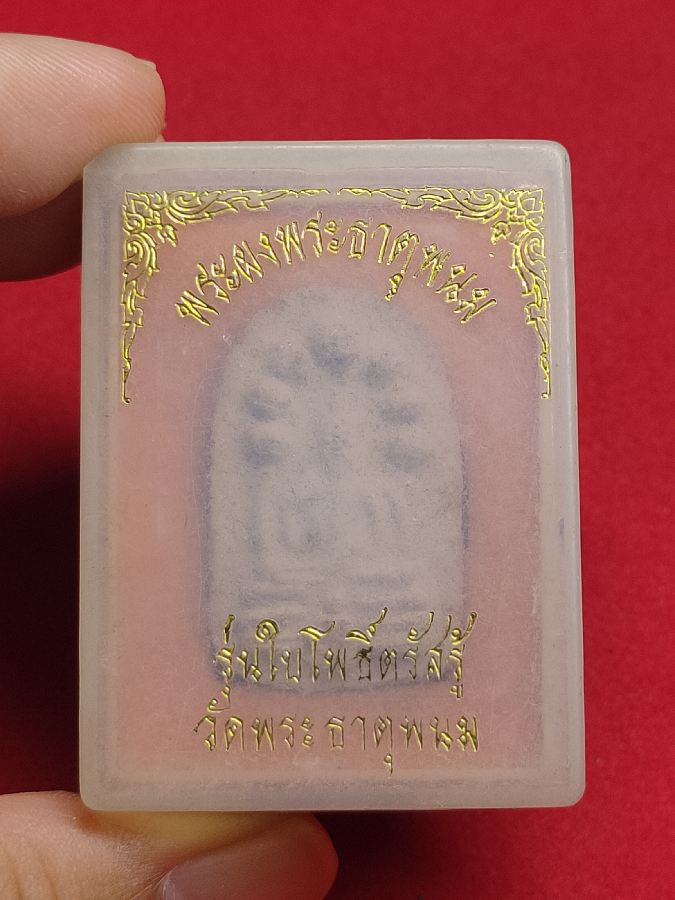 พระผงพระธาตุพนม
รุ่นใบโพธิ์ตรัสรู้
วัดพระธาตุพนม